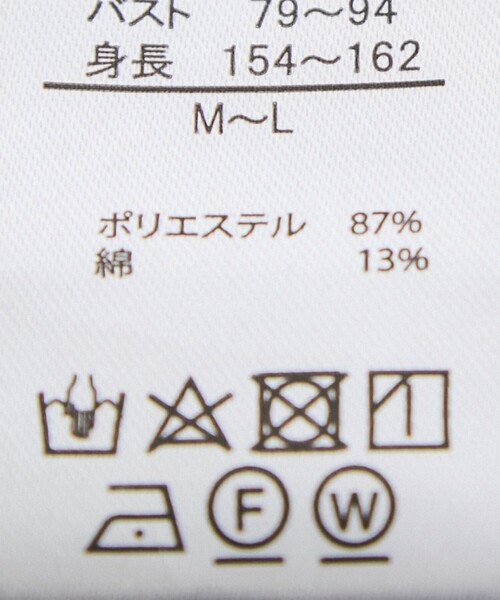 バスト 79～94
身長 154～162
M～L
ポリエステル 87%
綿 13%
F W